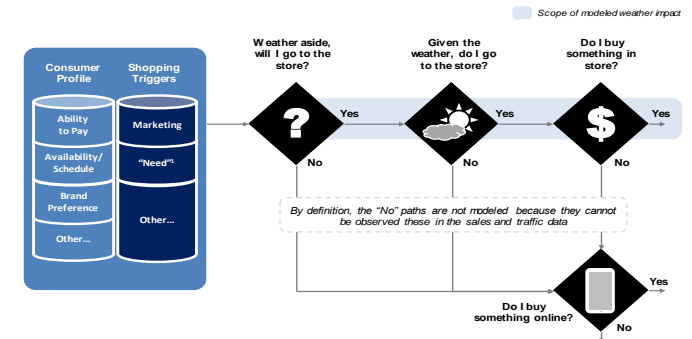 Scope of modeled weather impact
Weather aside,
will I go to the
store?
Given the
weather, do I go
to the store?
Do I buy
something in
store?
Consumer
Profile
Shopping
Triggers
Ability
to Pay
Availability/
Schedule
Brand
Preference
Other...
Marketing
“Need”¹
Other...
?
Yes
Yes
$
Yes
No
No
No
By definition, the “No” paths are not modeled because they cannot
be observed these in the sales and traffic data
Do I buy
something online?
Yes
No